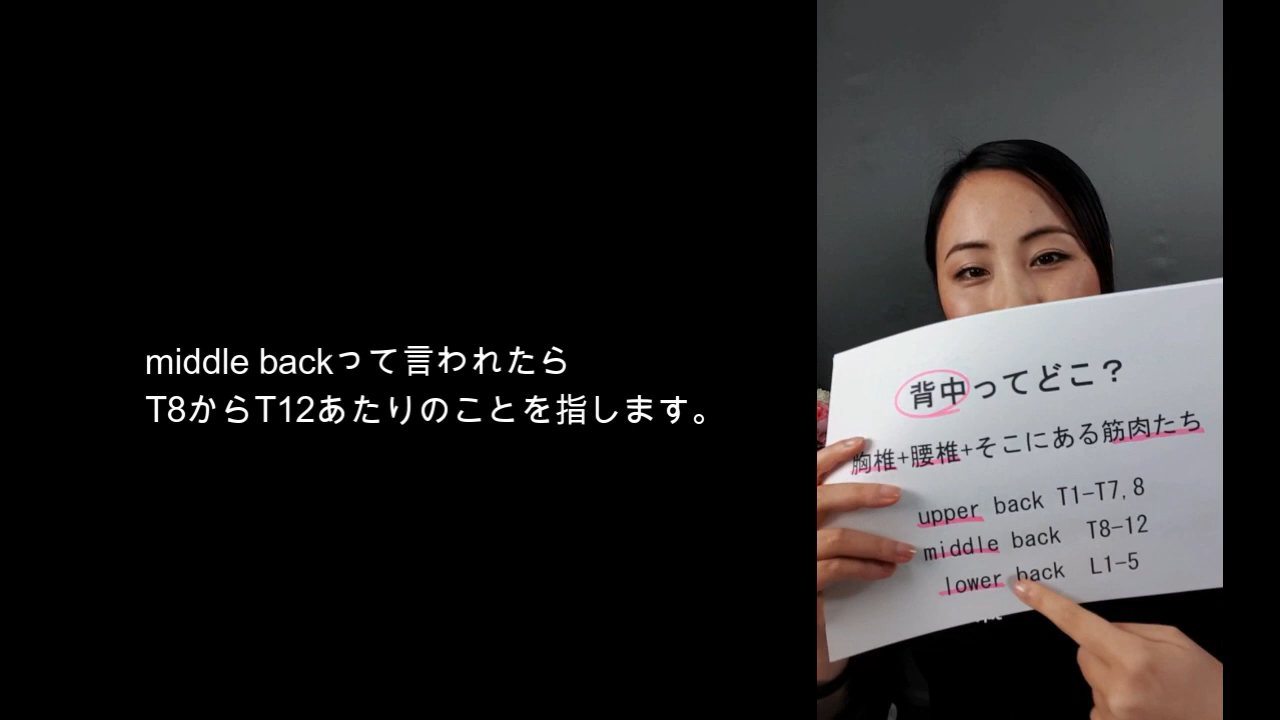 middle backって言われたら
T8からT12あたりのことを指します。
背中ってどこ？
胸椎+腰椎+そこにある筋肉たち
upper back T1-T7,8
middle back T8-12
lower back L1-5